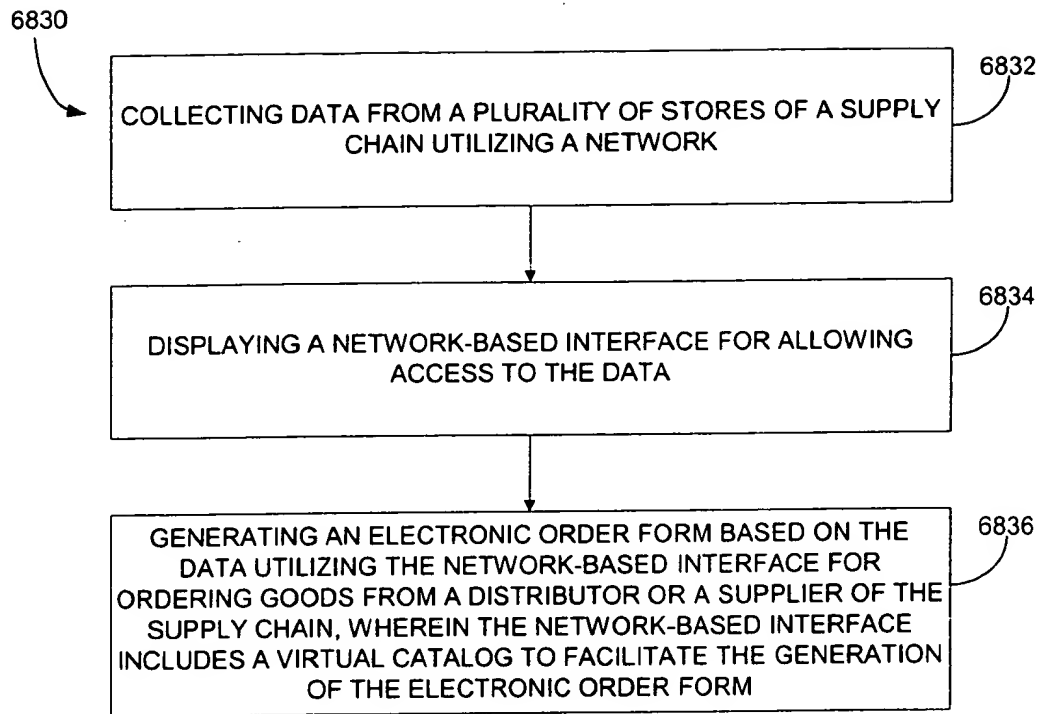 6830
6832
COLLECTING DATA FROM A PLURALITY OF STORES OF A SUPPLY
CHAIN UTILIZING A NETWORK
6834
DISPLAYING A NETWORK-BASED INTERFACE FOR ALLOWING
ACCESS TO THE DATA
6836
GENERATING AN ELECTRONIC ORDER FORM BASED ON THE
DATA UTILIZING THE NETWORK-BASED INTERFACE FOR
ORDERING GOODS FROM A DISTRIBUTOR OR A SUPPLIER OF THE
SUPPLY CHAIN, WHEREIN THE NETWORK-BASED INTERFACE
INCLUDES A VIRTUAL CATALOG TO FACILITATE THE GENERATION
OF THE ELECTRONIC ORDER FORM